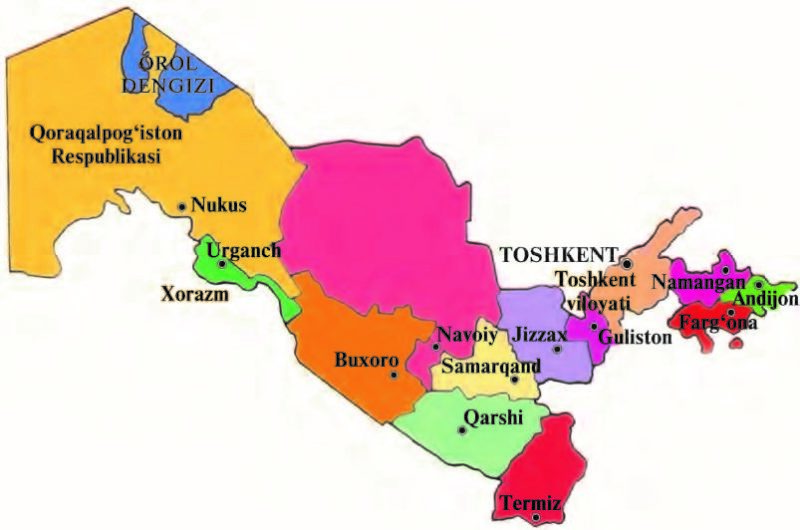 OROL
DENGIZI
Qoraqalpog‘iston
Respublikasi
Nukus
Urganch
Xorazm
TOSHKENT
Toshkent
viloyati
Namangan
Andijon
Farg‘ona
Guliston
Navoiy
Jizzax
Buxoro
Samarqand
Qarshi
Termiz